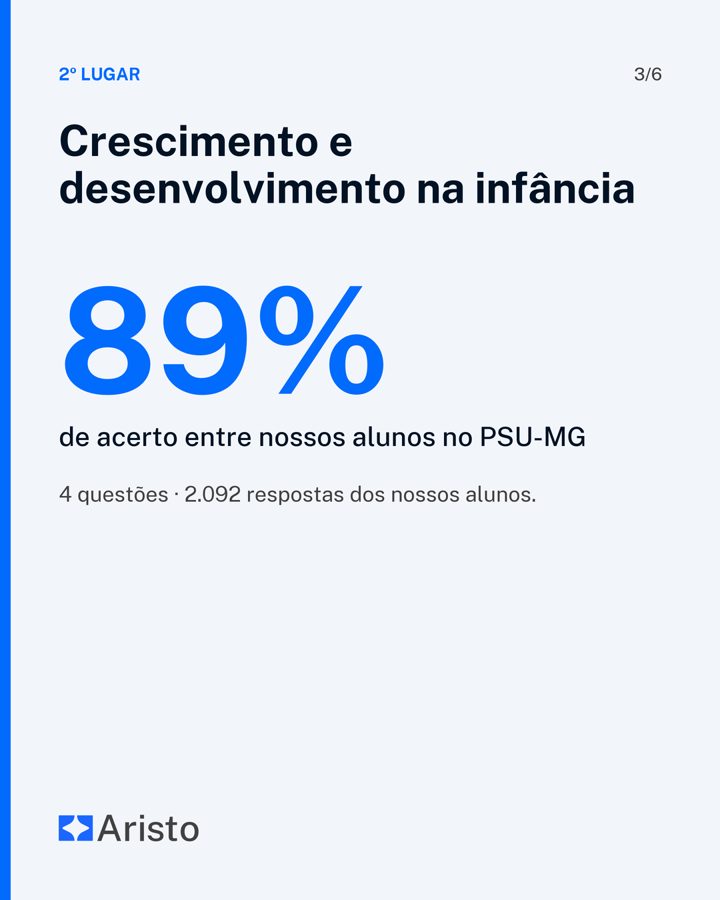 2º LUGAR
3/6
Crescimento e
desenvolvimento na infância
89%
de acerto entre nossos alunos no PSU-MG
4 questões · 2.092 respostas dos nossos alunos.
Aristo